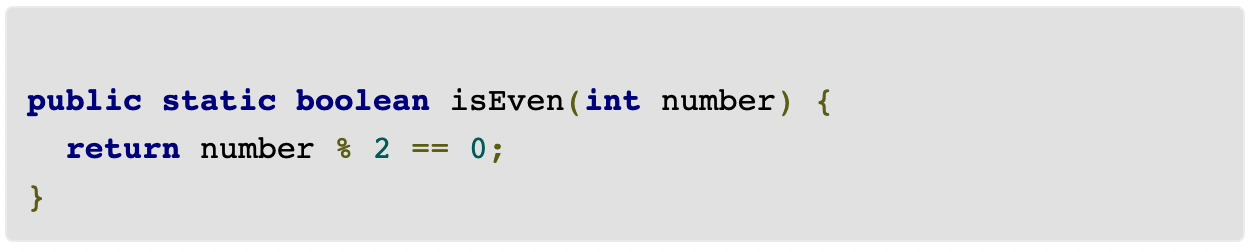 public static boolean isEven(int number) {
  return number % 2 == 0;
}